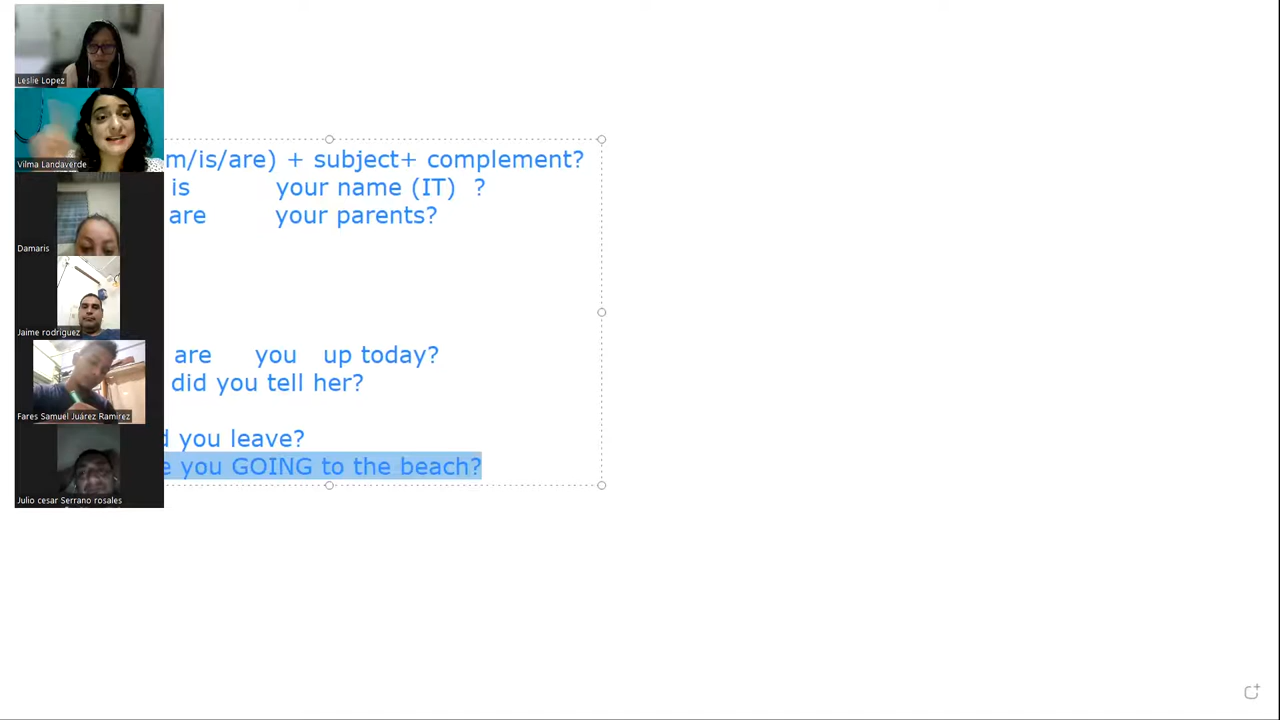 Leslie Lopez
Vilma Landaverde
Damaris
Jaime rodriguez
Fares Samuel Juárez Ramirez
Julio cesar Serrano rosales
m/is/are) + subject+ complement?
is your name (IT) ?
are your parents?
are you up today?
did you tell her?
you leave?
you GOING to the beach?